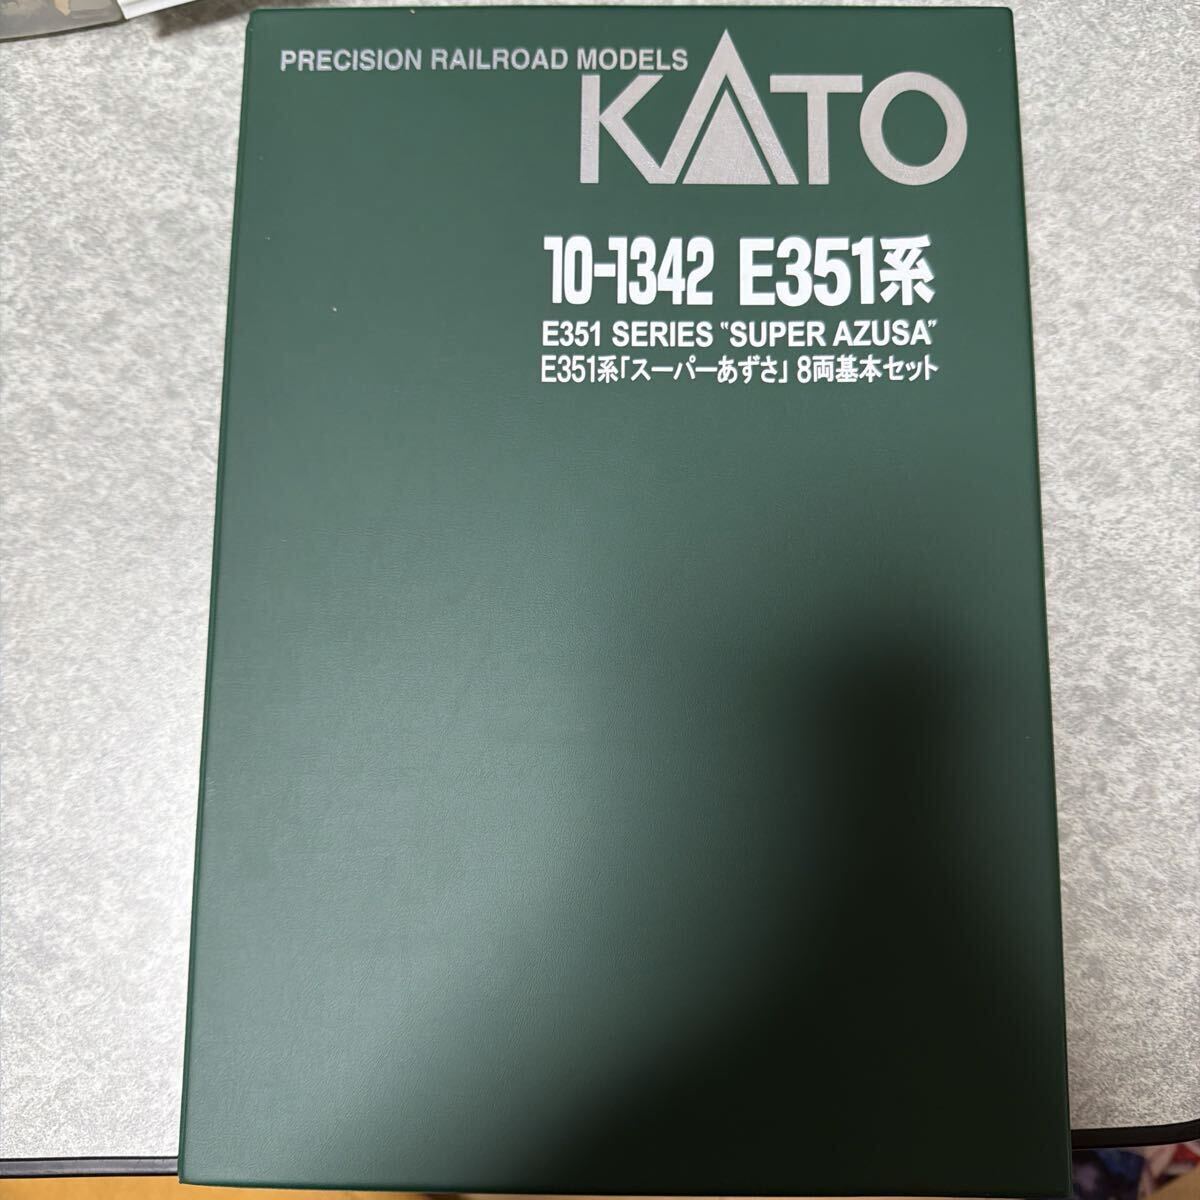 PRECISION RAILROAD MODELS
KATO
10-1342 E351系
E351 SERIES "SUPER AZUSA"
E351系「スーパーあずさ」8両基本セット